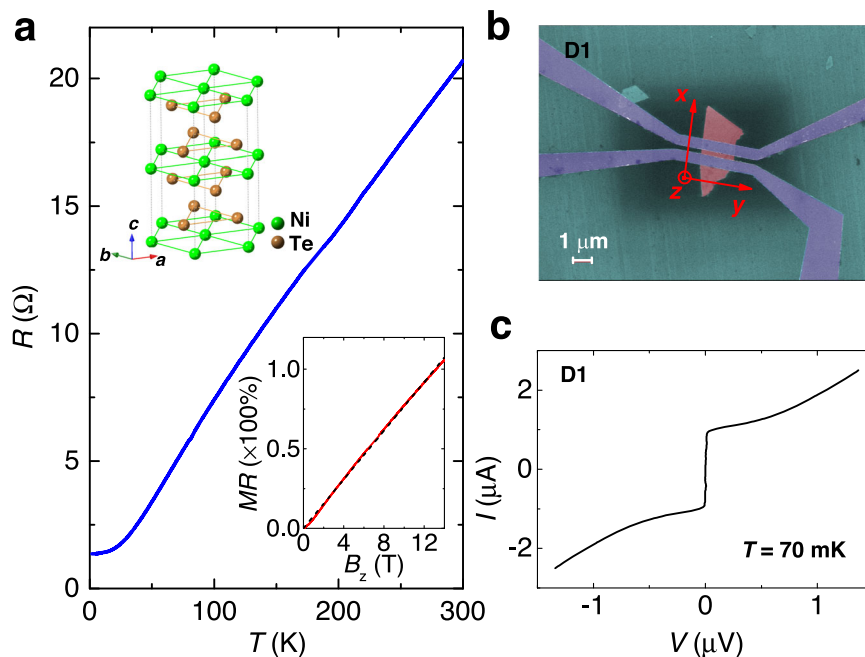 a
20
15
10
5
0
R (Ω)
0
100
200
300
T (K)
Ni
Te
c
b
a
1.0
0.5
0.0
MR (×100%)
0
4
8
12
B_z (T)
b
D1
x
z
y
1 μm
c
D1
2
0
-2
I (μA)
T = 70 mK
-1
0
1
V (μV)